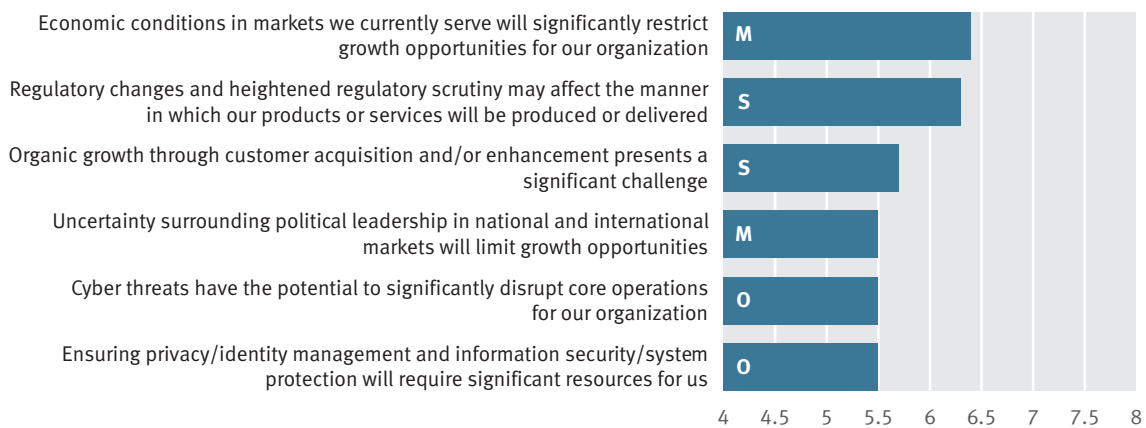 Economic conditions in markets we currently serve will significantly restrict
growth opportunities for our organization
M
Regulatory changes and heightened regulatory scrutiny may affect the manner
in which our products or services will be produced or delivered
S
Organic growth through customer acquisition and/or enhancement presents a
significant challenge
S
Uncertainty surrounding political leadership in national and international
markets will limit growth opportunities
M
Cyber threats have the potential to significantly disrupt core operations
for our organization
O
Ensuring privacy/identity management and information security/system
protection will require significant resources for us
O
4 4.5 5 5.5 6 6.5 7 7.5 8